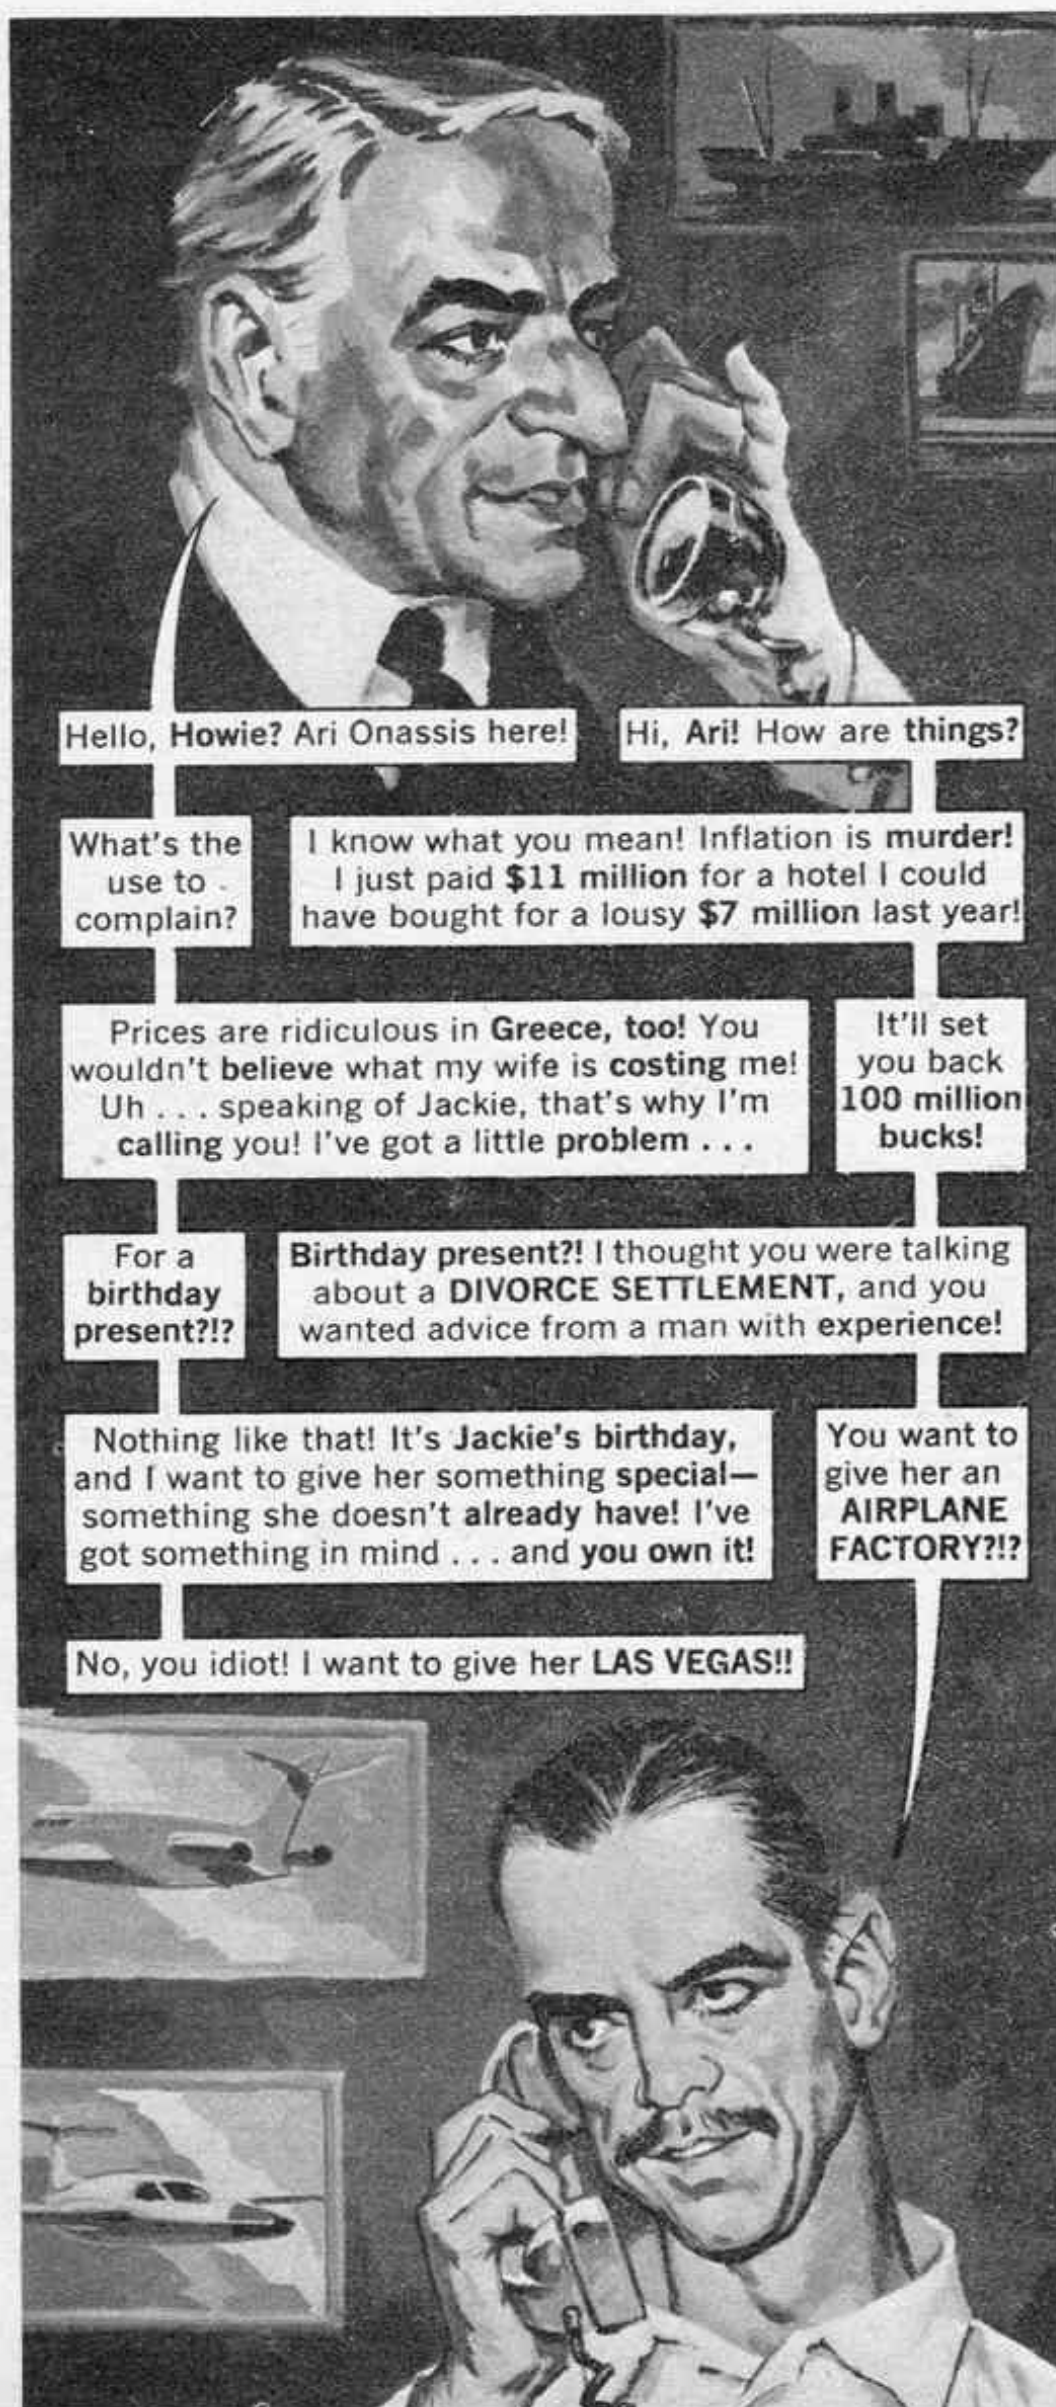 Hello, Howie? Ari Onassis here!
Hi, Ari! How are things?
What's the
use to
complain?
I know what you mean! Inflation is murder!
I just paid $11 million for a hotel I could
have bought for a lousy $7 million last year!
Prices are ridiculous in Greece, too! You
wouldn't believe what my wife is costing me!
Uh . . . speaking of Jackie, that's why I'm
calling you! I've got a little problem . . .
It'll set
you back
100 million
bucks!
For a
birthday
present?!?
Birthday present?! I thought you were talking
about a DIVORCE SETTLEMENT, and you
wanted advice from a man with experience!
Nothing like that! It's Jackie's birthday,
and I want to give her something special—
something she doesn't already have! I've
got something in mind . . . and you own it!
You want to
give her an
AIRPLANE
FACTORY?!?
No, you idiot! I want to give her LAS VEGAS!!